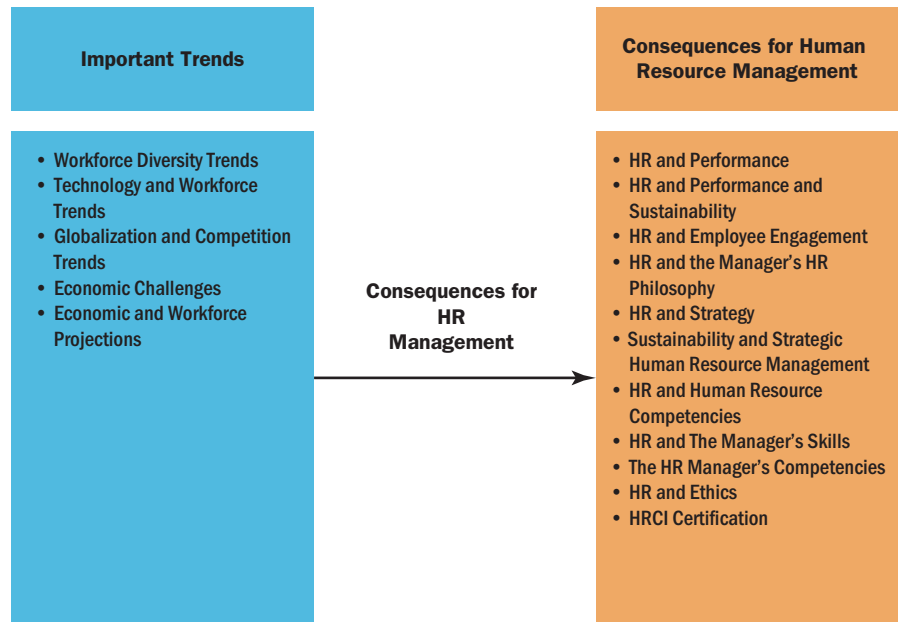 Important Trends
• Workforce Diversity Trends
• Technology and Workforce
Trends
• Globalization and Competition
Trends
• Economic Challenges
• Economic and Workforce
Projections
Consequences for
HR
Management
Consequences for Human
Resource Management
• HR and Performance
• HR and Performance and
Sustainability
• HR and Employee Engagement
• HR and the Manager’s HR
Philosophy
• HR and Strategy
• Sustainability and Strategic
Human Resource Management
• HR and Human Resource
Competencies
• HR and The Manager’s Skills
• The HR Manager’s Competencies
• HR and Ethics
• HRCI Certification